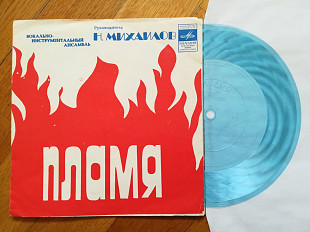 Руководитель
ВОКАЛЬНО-
ИНСТРУМЕНТАЛЬНЫЙ
АНСАМБЛЬ
Н МИХАЙЛОВ
ПЛАМЯ